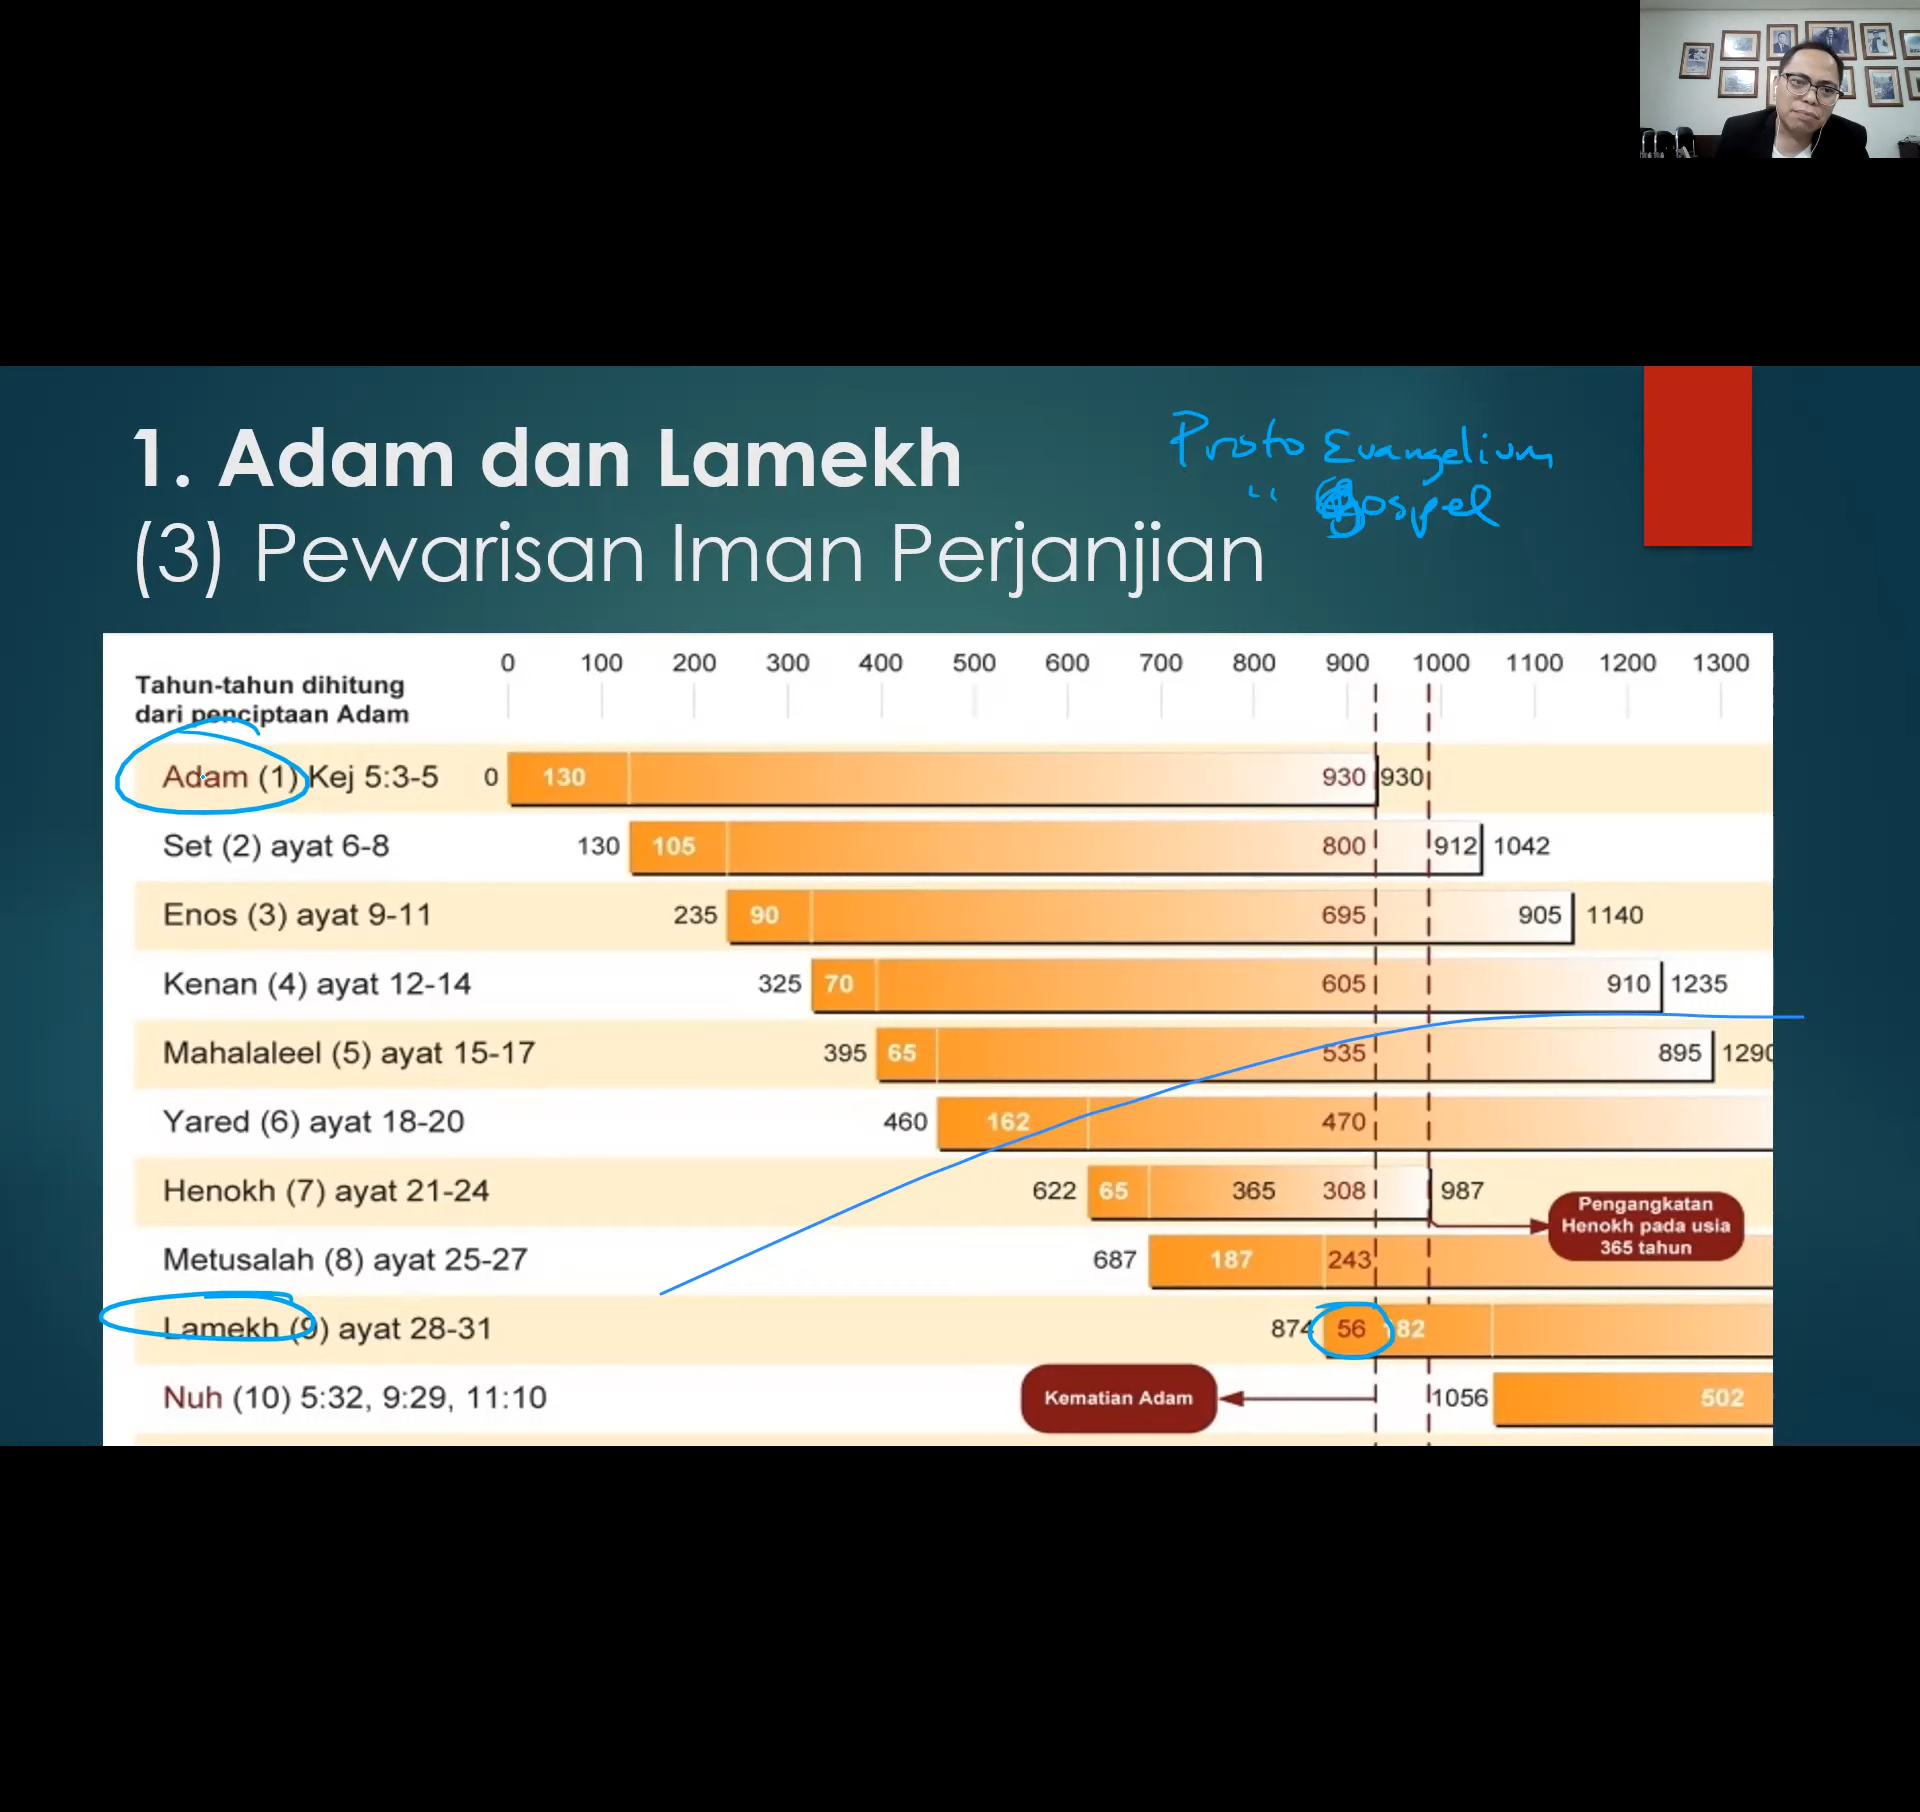 1. Adam dan Lamekh
Proto Evangelium
" Gospel
(3) Pewarisan Iman Perjanjian
0 100 200 300 400 500 600 700 800 900 1000 1100 1200 1300
Tahun-tahun dihitung
dari penciptaan Adam
Adam (1) Kej 5:3-5 0 130 930 930
Set (2) ayat 6-8 130 105 800 912 1042
Enos (3) ayat 9-11 235 90 695 905 1140
Kenan (4) ayat 12-14 325 70 605 910 1235
Mahalaleel (5) ayat 15-17 395 65 535 895 1290
Yared (6) ayat 18-20 460 162 470
Henokh (7) ayat 21-24 622 65 365 308 987
Pengangkatan
Henokh pada usia
365 tahun
Metusalah (8) ayat 25-27 687 187 243
Lamekh (9) ayat 28-31 874 56 182
Nuh (10) 5:32, 9:29, 11:10 Kematian Adam 1056 502